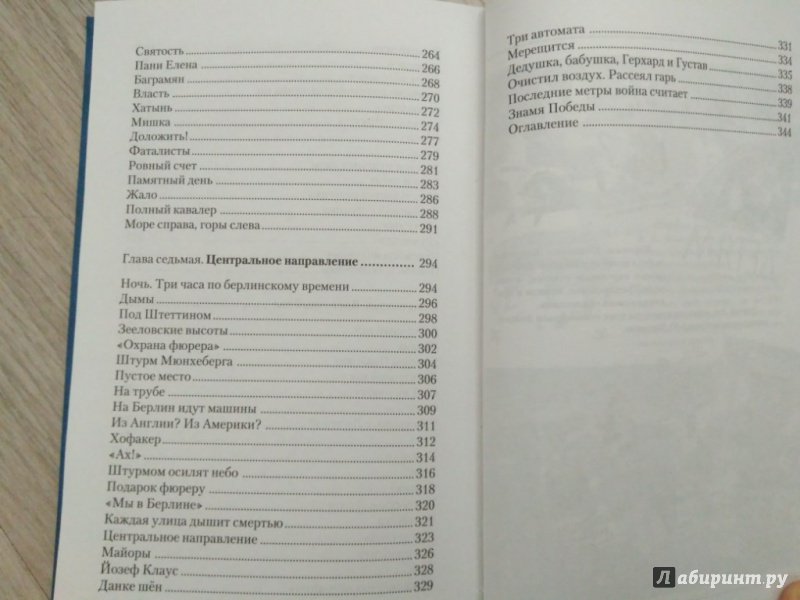 Святость 264
Пани Елена 266
Баграмян 268
Власть 270
Хатынь 272
Мишка 274
Доложить! 277
Фаталисты 279
Ровный счет 281
Памятный день 283
Жало 286
Полный кавалер 288
Море справа, горы слева 291
Глава седьмая. Центральное направление 294
Ночь. Три часа по берлинскому времени 294
Дымы 296
Под Штеттином 298
Зееловские высоты 300
«Охрана фюрера» 302
Штурм Мюнхеберга 304
Пустое место 306
На трубе 307
На Берлин идут машины 309
Из Англии? Из Америки? 311
Хофакер 312
«Ах!» 314
Штурмом осилят небо 316
Подарок фюреру 318
«Мы в Берлине» 320
Каждая улица дышит смертью 321
Центральное направление 323
Майоры 326
Йозеф Клаус 328
Данке шён 329
Три автомата 331
Мерещится 334
Дедушка, бабушка, Герхард и Густав 335
Очистил воздух. Рассеял гарь 338
Последние метры война считает 339
Знамя Победы 341
Оглавление 344
Лабиринт.ру